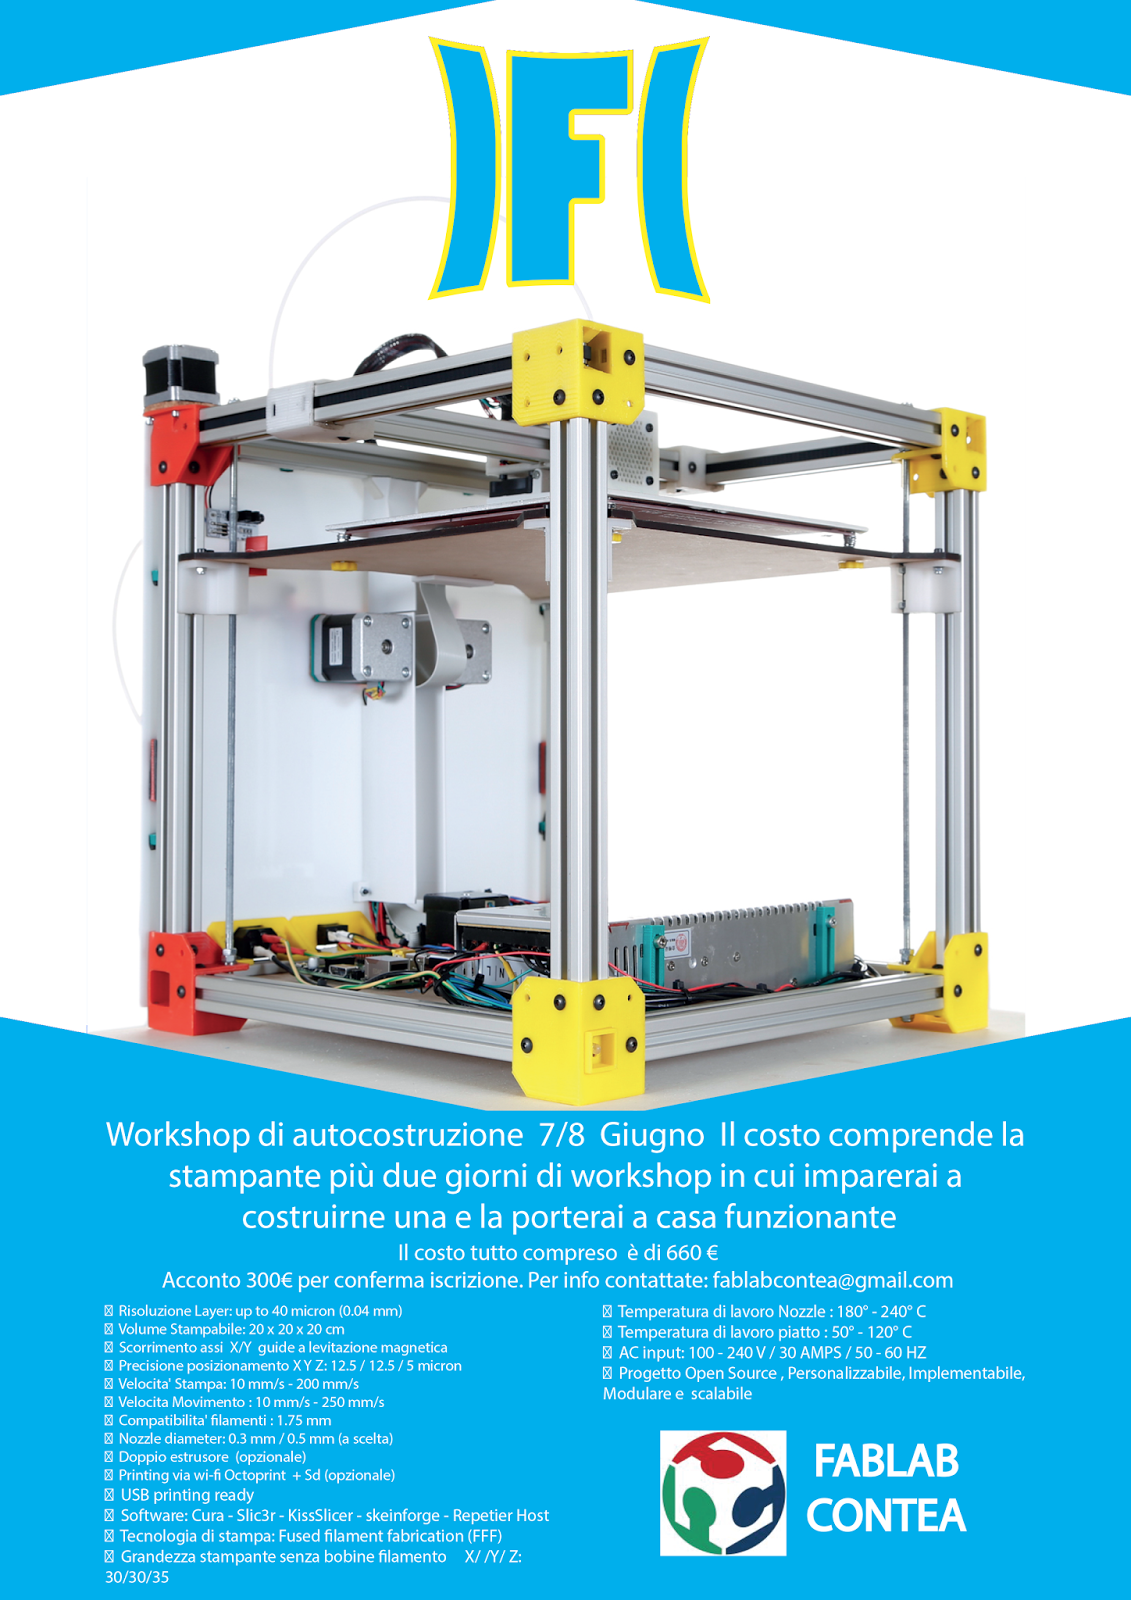 )F(
Workshop di autocostruzione 7/8 Giugno Il costo comprende la
stampante più due giorni di workshop in cui imparerai a
costruirne una e la porterai a casa funzionante
Il costo tutto compreso è di 660 €
Acconto 300€ per conferma iscrizione. Per info contattate: fablabcontea@gmail.com
Risoluzione Layer: up to 40 micron (0.04 mm)
Volume Stampabile: 20 x 20 x 20 cm
Scorrimento assi X/Y guide a levitazione magnetica
Precisione posizionamento X Y Z: 12.5 / 12.5 / 5 micron
Velocita' Stampa: 10 mm/s - 200 mm/s
Velocita Movimento : 10 mm/s - 250 mm/s
Compatibilita' filamenti : 1.75 mm
Nozzle diameter: 0.3 mm / 0.5 mm (a scelta)
Doppio estrusore (opzionale)
Printing via wi-fi Octoprint + Sd (opzionale)
USB printing ready
Software: Cura - Slic3r - KissSlicer - skeinforge - Repetier Host
Tecnologia di stampa: Fused filament fabrication (FFF)
Grandezza stampante senza bobine filamento X/ /Y/ Z:
30/30/35
Temperatura di lavoro Nozzle : 180° - 240° C
Temperatura di lavoro piatto : 50° - 120° C
AC input: 100 - 240 V / 30 AMPS / 50 - 60 HZ
Progetto Open Source , Personalizzabile, Implementabile,
Modulare e scalabile
FABLAB
CONTEA